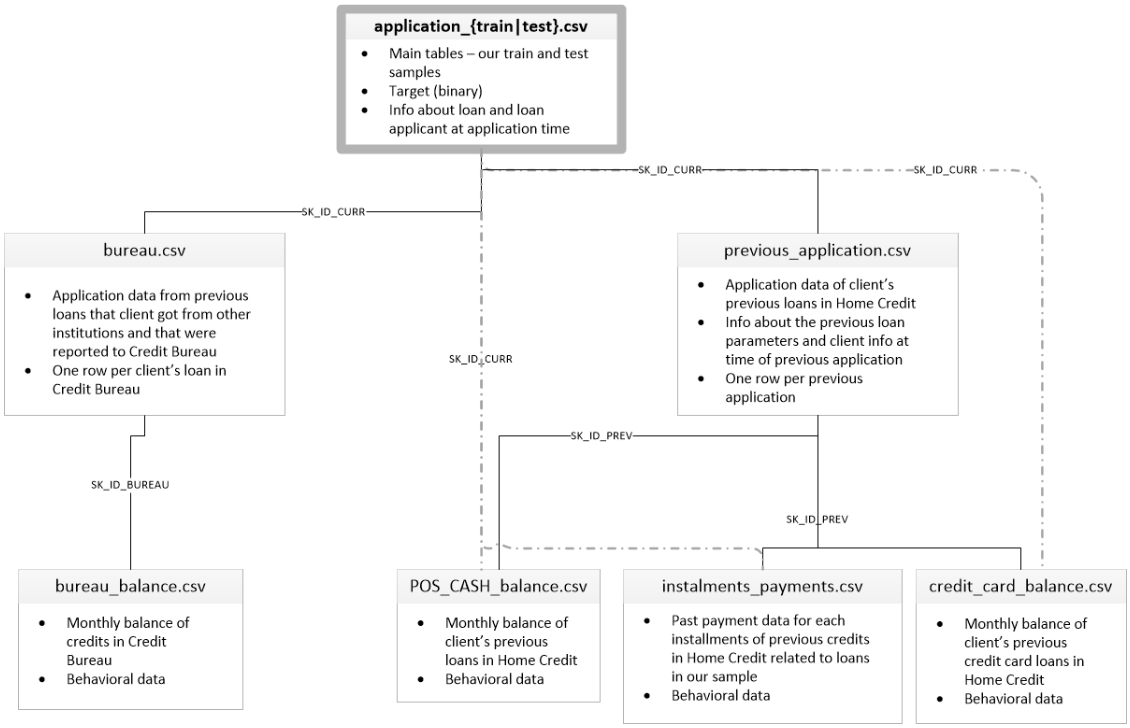 application_{train|test}.csv
• Main tables – our train and test
samples
• Target (binary)
• Info about loan and loan
applicant at application time
SK_ID_CURR
SK_ID_CURR
SK_ID_CURR
bureau.csv
• Application data from previous
loans that client got from other
institutions and that were
reported to Credit Bureau
• One row per client's loan in
Credit Bureau
previous_application.csv
• Application data of client's
previous loans in Home Credit
• Info about the previous loan
parameters and client info at
time of previous application
• One row per previous
application
SK_ID_CURR
SK_ID_PREV
SK_ID_BUREAU
SK_ID_PREV
bureau_balance.csv
• Monthly balance of
credits in Credit
Bureau
• Behavioral data
POS_CASH_balance.csv
• Monthly balance of
client's previous
loans in Home Credit
• Behavioral data
instalments_payments.csv
• Past payment data for each
installments of previous credits
in Home Credit related to loans
in our sample
• Behavioral data
credit_card_balance.csv
• Monthly balance of
client's previous
credit card loans in
Home Credit
• Behavioral data